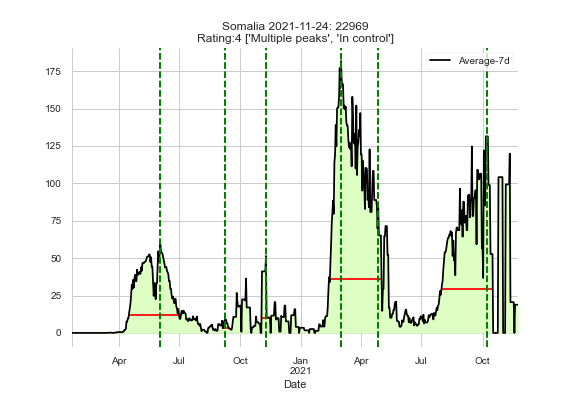 Somalia 2021-11-24: 22969
Rating:4 ['Multiple peaks', 'In control']
Average-7d
175
150
125
100
75
50
25
0
Apr Jul Oct Jan Apr Jul Oct
2021
Date